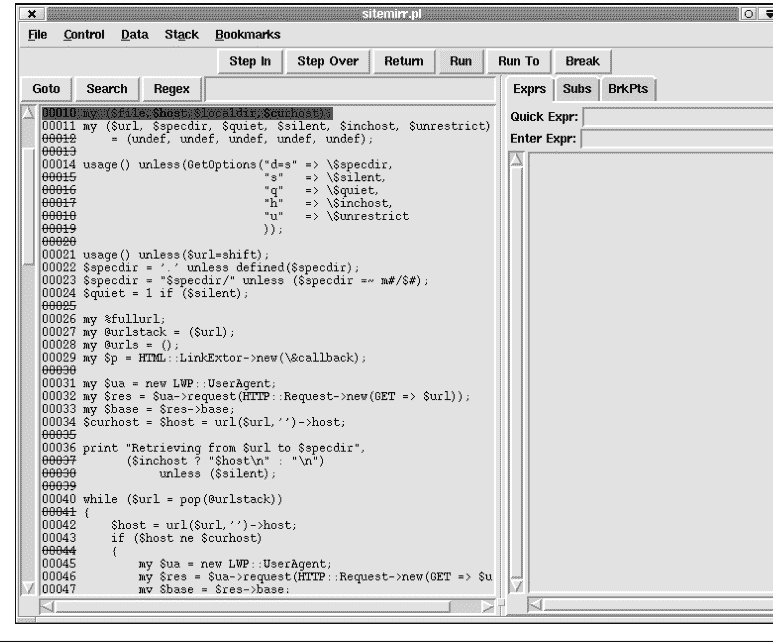 sitemirr.pl
File Control Data Stack Bookmarks
Step In Step Over Return Run Run To Break
Goto Search Regex
Exprs Subs BrkPts
Quick Expr:
Enter Expr:
00010 my ($file,$host,$localdir,$curhost);
00011 my ($url, $specdir, $quiet, $silent, $inchost, $unrestrict)
00012 = (undef, undef, undef, undef, undef);
00013
00014 usage() unless(GetOptions("d=s" => \$specdir,
00015 "s" => \$silent,
00016 "q" => \$quiet,
00017 "h" => \$inchost,
00018 "u" => \$unrestrict
00019 ));
00020
00021 usage() unless($url=shift);
00022 $specdir = '.' unless defined($specdir);
00023 $specdir = "$specdir/" unless ($specdir =~ m#/$#);
00024 $quiet = 1 if ($silent);
00025
00026 my %fullurl;
00027 my @urlstack = ($url);
00028 my @urls = ();
00029 my $p = HTML::LinkExtor->new(\&callback);
00030
00031 my $ua = new LWP::UserAgent;
00032 my $res = $ua->request(HTTP::Request->new(GET => $url));
00033 my $base = $res->base;
00034 $curhost = $host = url($url,'')->host;
00035
00036 print "Retrieving from $url to $specdir",
00037 ($inchost ? "$host\n" : "\n")
00038 unless ($silent);
00039
00040 while ($url = pop(@urlstack))
00041 {
00042 $host = url($url,'')->host;
00043 if ($host ne $curhost)
00044 {
00045 my $ua = new LWP::UserAgent;
00046 my $res = $ua->request(HTTP::Request->new(GET => $u
00047 my $base = $res->base;